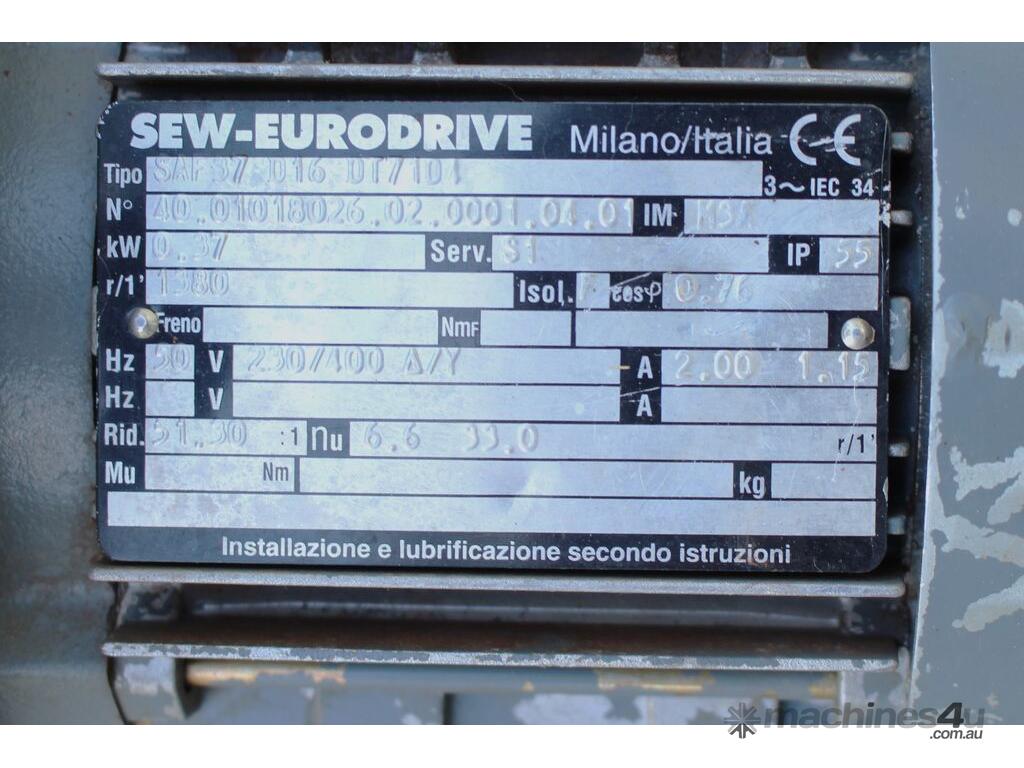 SEW-EURODRIVE Milano/Italia CE
Tipo SAF37 D16 DT71D 3~ IEC 34
N° 40.01018026.02.0001.04.01 IM
kW 0.37 Serv. S1 IP 55
r/1' 1380 Isol. cosφ 0.76
Freno NmF
Hz 50 V 230/400 Δ/Y A 2.00 1.15
Hz V A
Rid. 51.30 :1 nu 6.6 33.0 r/1'
Mu Nm kg
Installazione e lubrificazione secondo istruzioni
machines4u
.com.au